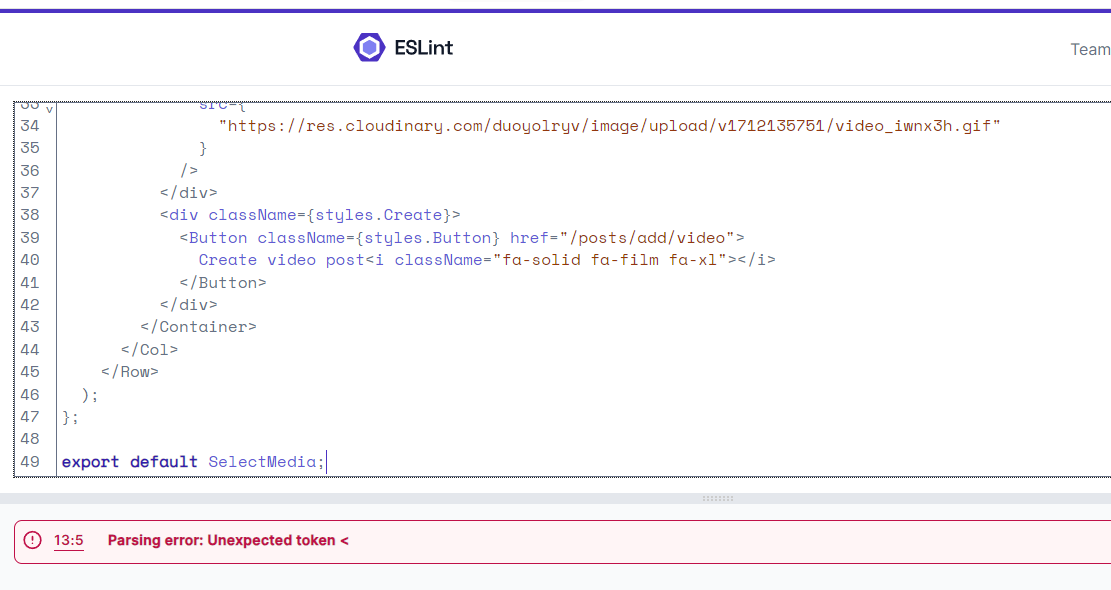 ESLint
Team
33 src={
34 "https://res.cloudinary.com/duoyolryv/image/upload/v1712135751/video_iwnx3h.gif"
35 }
36 />
37 </div>
38 <div className={styles.Create}>
39 <Button className={styles.Button} href="/posts/add/video">
40 Create video post<i className="fa-solid fa-film fa-xl"></i>
41 </Button>
42 </div>
43 </Container>
44 </Col>
45 </Row>
46 );
47 };
48
49 export default SelectMedia;
13:5 Parsing error: Unexpected token <